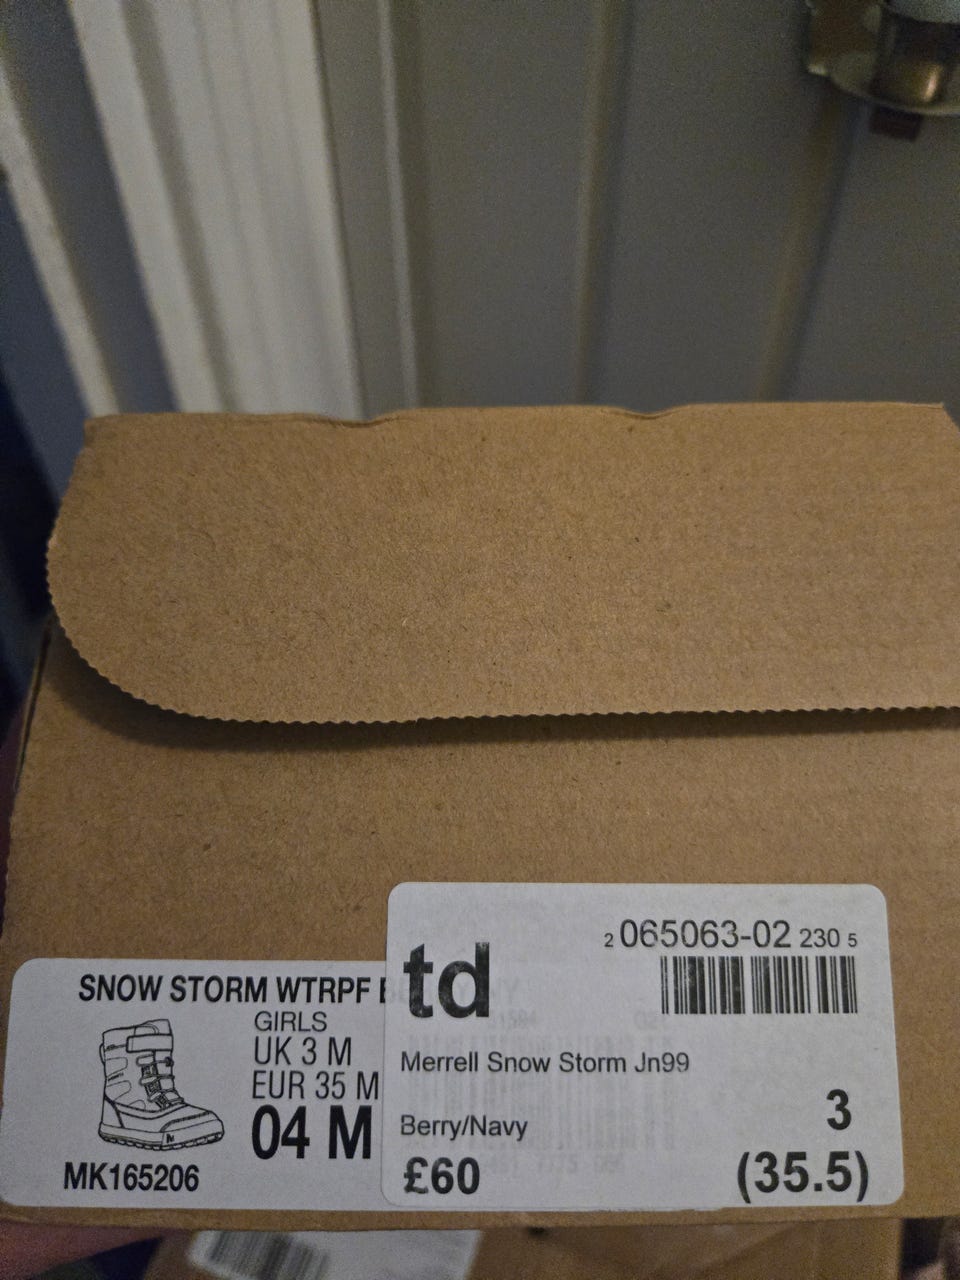 SNOW STORM WTRPF
GIRLS
UK 3 M
EUR 35 M
04 M
MK165206
2 065063-02 230 5
td
Merrell Snow Storm Jn99
3
Berry/Navy
£60
(35.5)